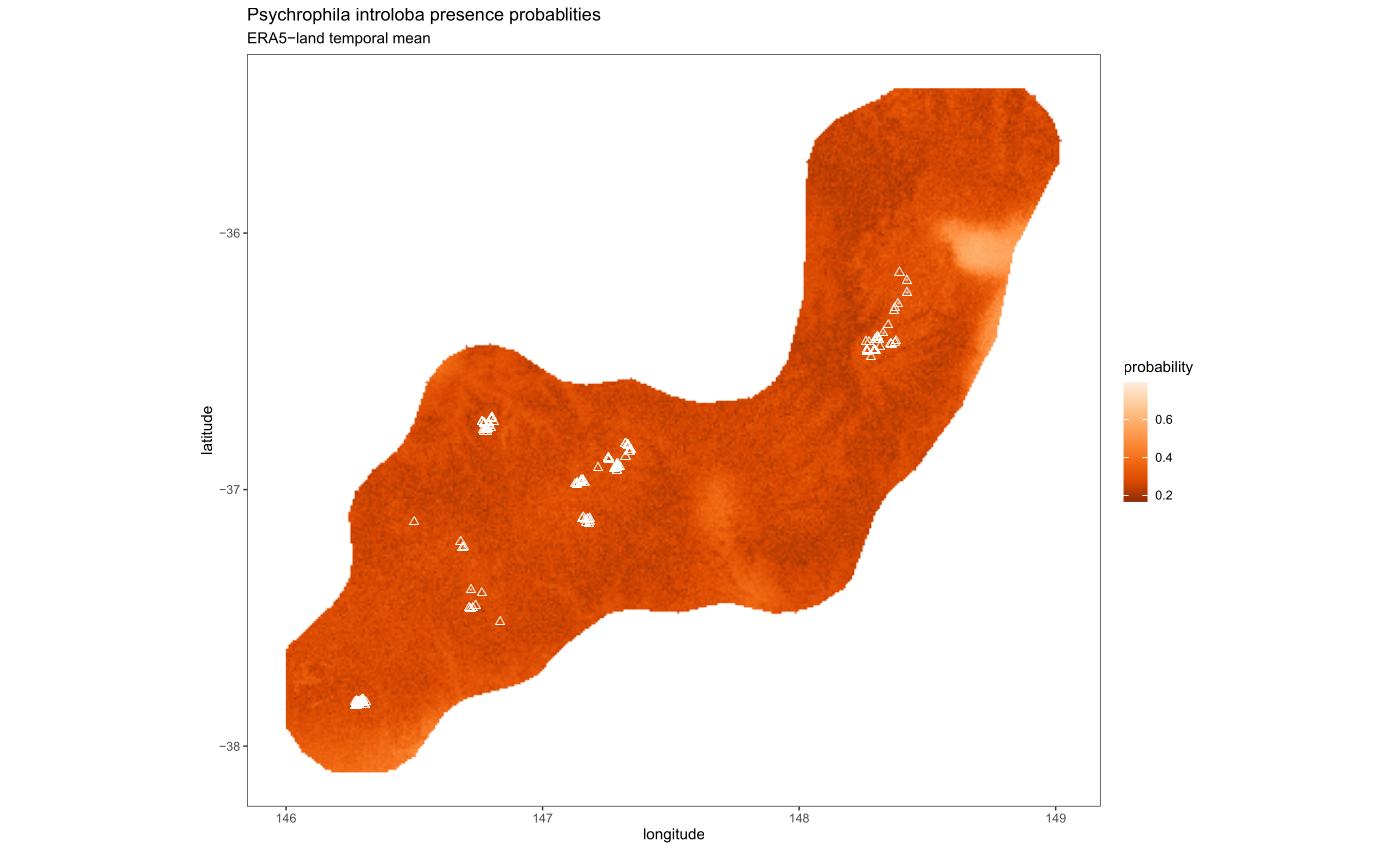 Psychrophila introloba presence probablities
ERA5−land temporal mean
−36
−37
−38
latitude
146
147
148
149
longitude
probability
0.6
0.4
0.2